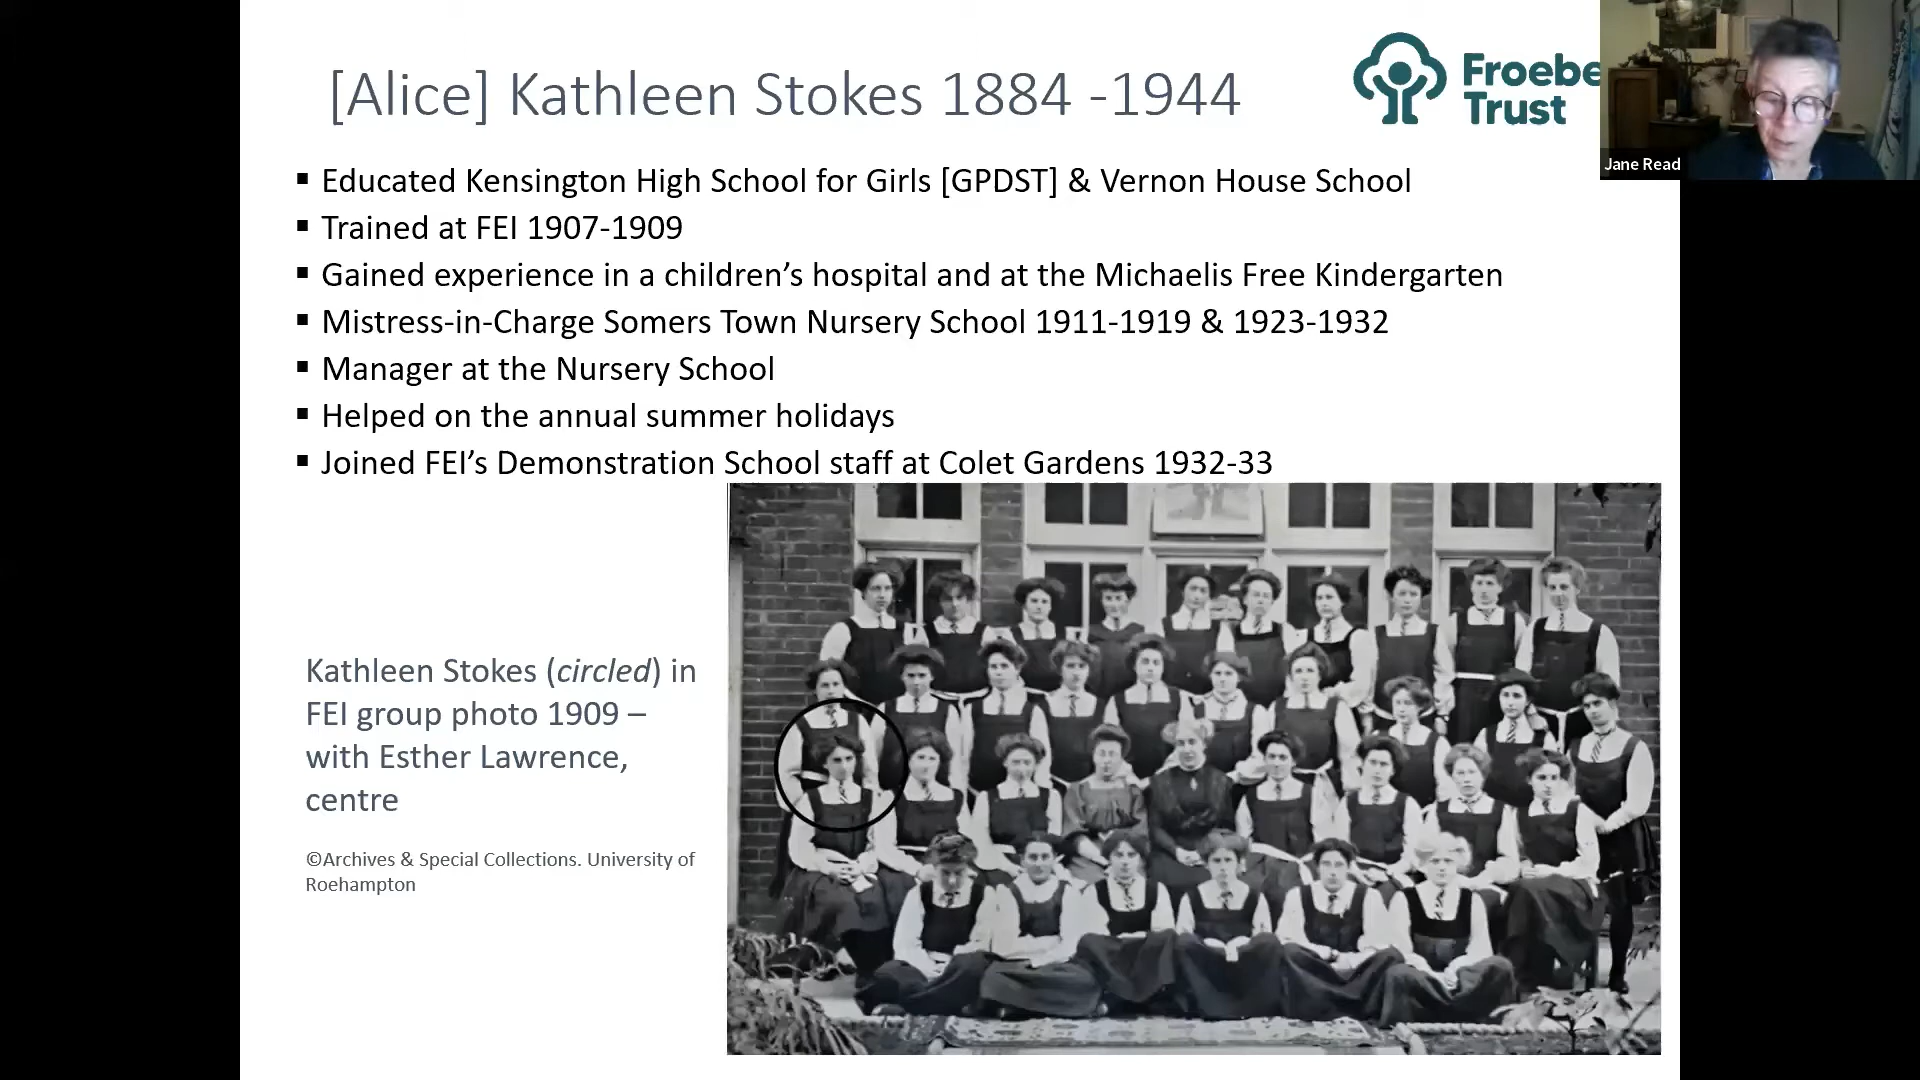 [Alice] Kathleen Stokes 1884 -1944
Froebe
Trust
Jane Read
▪ Educated Kensington High School for Girls [GPDST] & Vernon House School
▪ Trained at FEI 1907-1909
▪ Gained experience in a children’s hospital and at the Michaelis Free Kindergarten
▪ Mistress-in-Charge Somers Town Nursery School 1911-1919 & 1923-1932
▪ Manager at the Nursery School
▪ Helped on the annual summer holidays
▪ Joined FEI’s Demonstration School staff at Colet Gardens 1932-33
Kathleen Stokes (circled) in
FEI group photo 1909 –
with Esther Lawrence,
centre
©Archives & Special Collections. University of
Roehampton